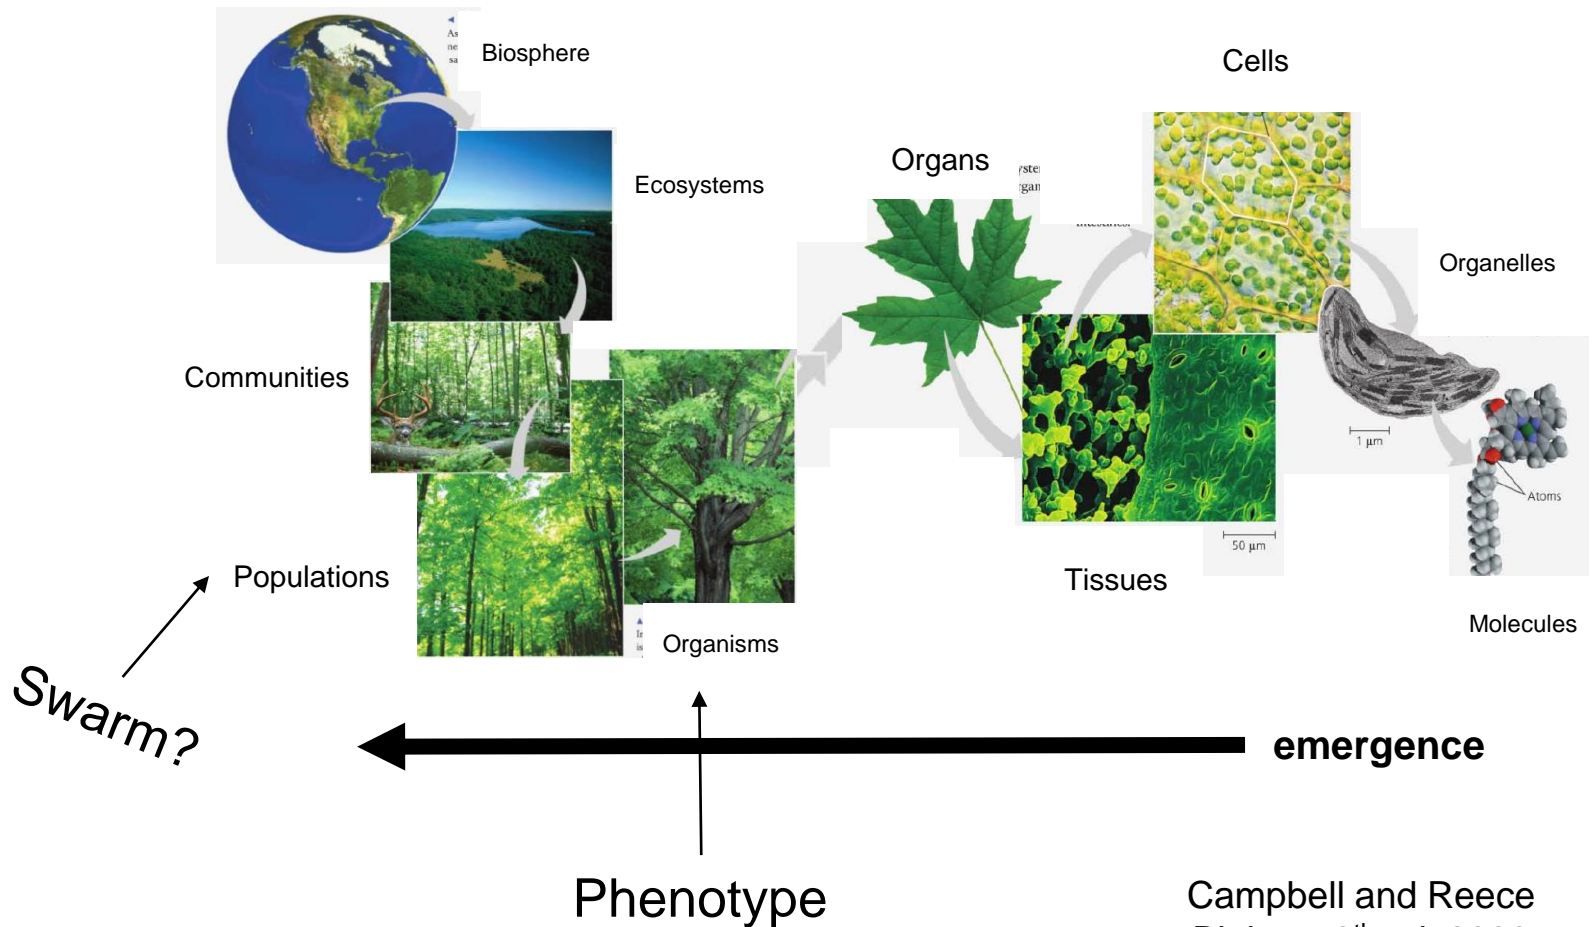 Biosphere
Cells
Organs
Ecosystems
Organelles
Communities
1 μm
Atoms
50 μm
Populations
Tissues
Molecules
Organisms
Swarm?
emergence
Phenotype
Campbell and Reece